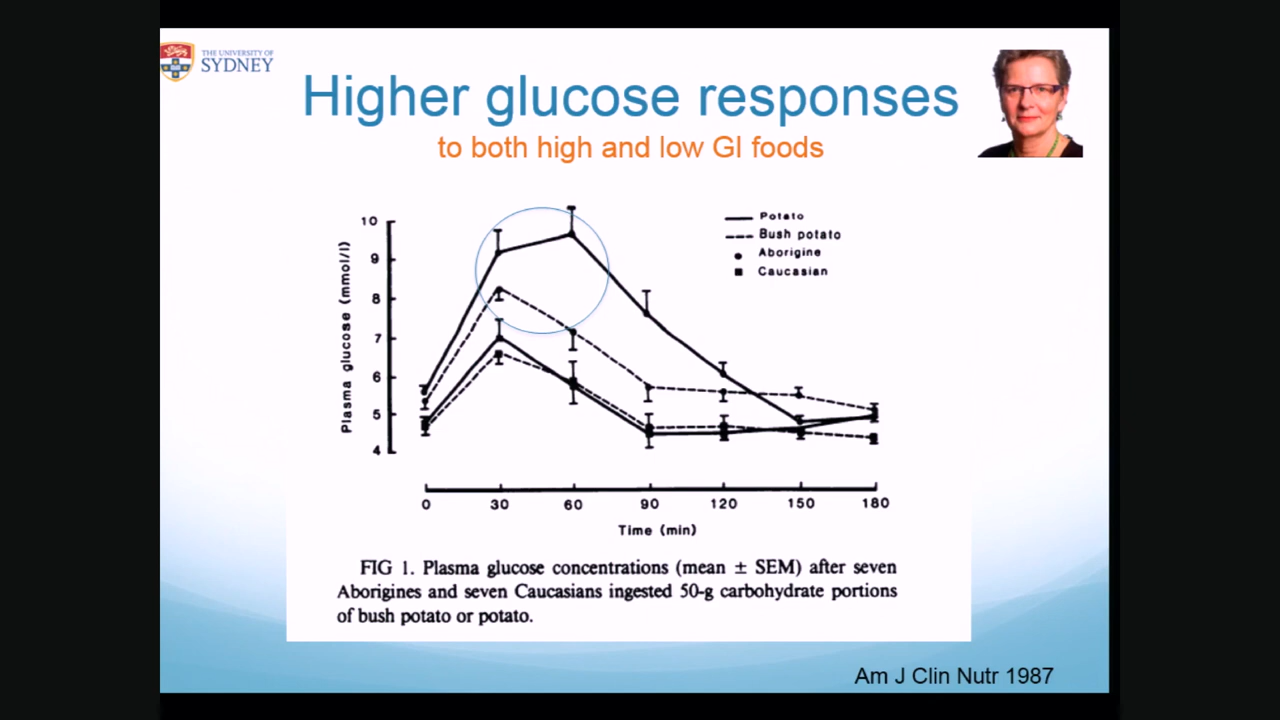 THE UNIVERSITY OF
SYDNEY
Higher glucose responses
to both high and low GI foods
Plasma glucose (mmol/l)
10
9
8
7
6
5
4
Potato
Bush potato
Aborigine
Caucasian
0 30 60 90 120 150 180
Time (min)
FIG 1. Plasma glucose concentrations (mean ± SEM) after seven
Aborigines and seven Caucasians ingested 50-g carbohydrate portions
of bush potato or potato.
Am J Clin Nutr 1987